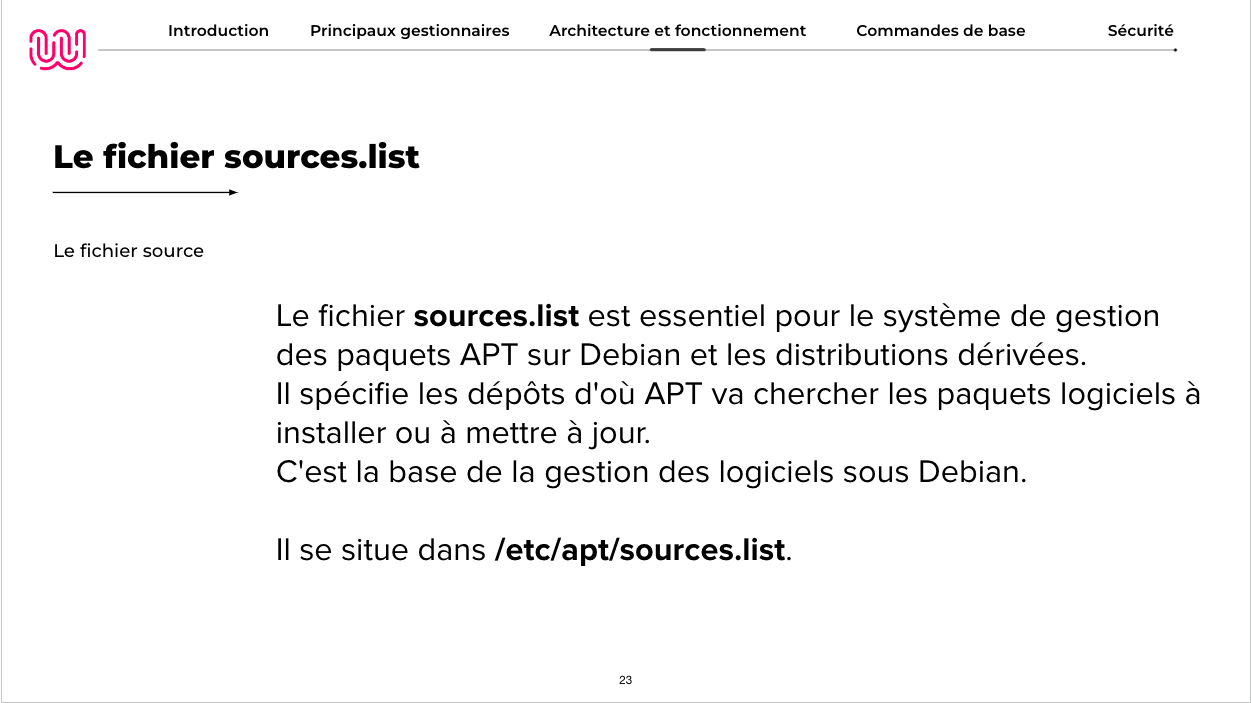 Introduction Principaux gestionnaires Architecture et fonctionnement Commandes de base Sécurité
Le fichier sources.list
Le fichier source
Le fichier sources.list est essentiel pour le système de gestion
des paquets APT sur Debian et les distributions dérivées.
Il spécifie les dépôts d'où APT va chercher les paquets logiciels à
installer ou à mettre à jour.
C'est la base de la gestion des logiciels sous Debian.
Il se situe dans /etc/apt/sources.list.
23